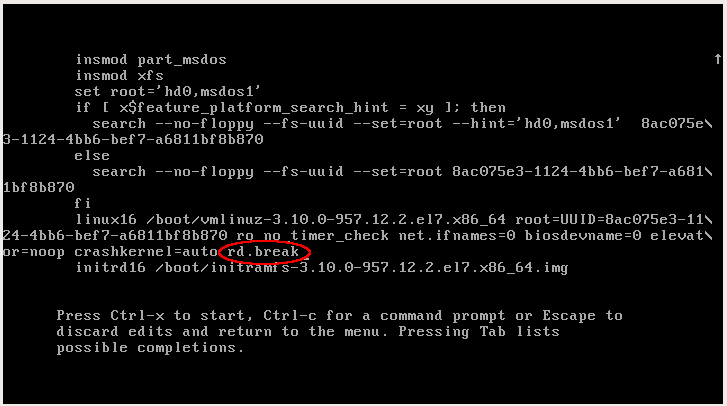 insmod part_msdos
insmod xfs
set root='hd0,msdos1'
if [ x$feature_platform_search_hint = xy ]; then
search --no-floppy --fs-uuid --set=root --hint='hd0,msdos1'  8ac075e\
3-1124-4bb6-bef7-a6811bf8b870
else
search --no-floppy --fs-uuid --set=root 8ac075e3-1124-4bb6-bef7-a681\
1bf8b870
fi
linux16 /boot/vmlinuz-3.10.0-957.12.2.el7.x86_64 root=UUID=8ac075e3-11\
24-4bb6-bef7-a6811bf8b870 ro no_timer_check net.ifnames=0 biosdevname=0 elevat\
or=noop crashkernel=auto rd.break_
initrd16 /boot/initramfs-3.10.0-957.12.2.el7.x86_64.img
Press Ctrl-x to start, Ctrl-c for a command prompt or Escape to
discard edits and return to the menu. Pressing Tab lists
possible completions.